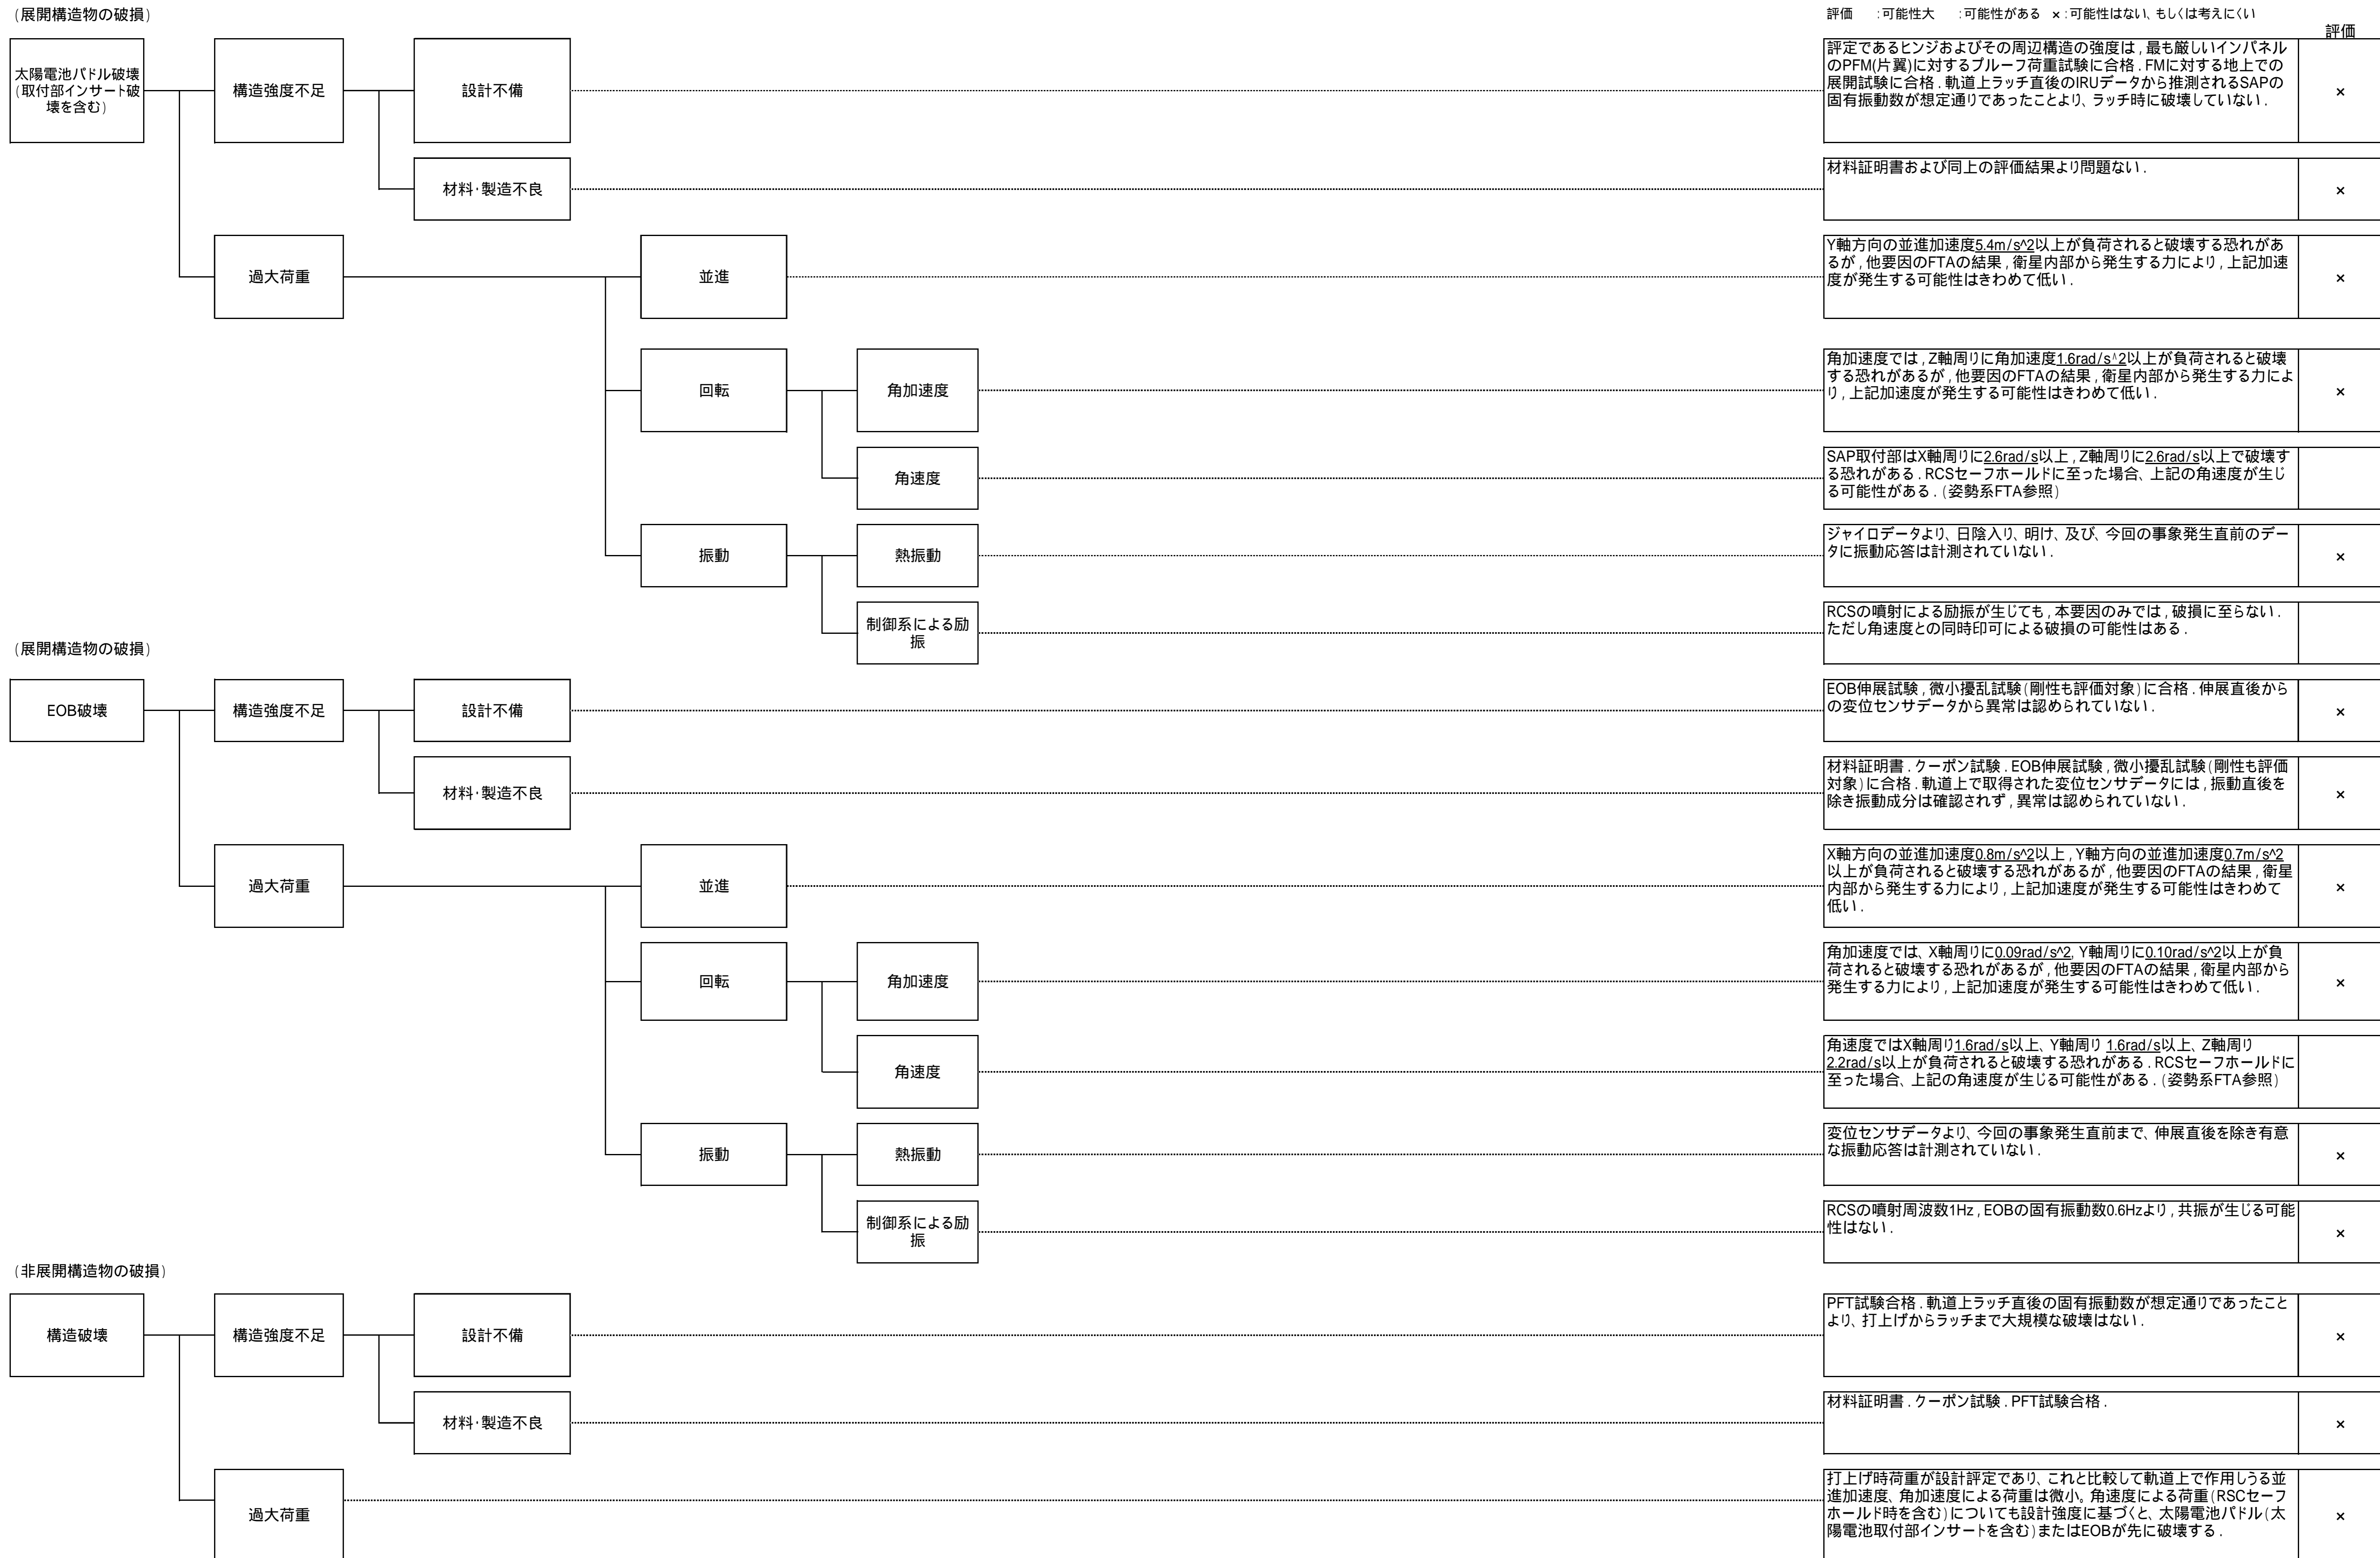 (展開構造物の破損)
評価　　:可能性大　　:可能性がある　×:可能性はない、もしくは考えにくい
評価
太陽電池パドル破壊
(取付部インサート破
壊を含む)
構造強度不足
設計不備
評定であるヒンジおよびその周辺構造の強度は,最も厳しいインパネル
のPFM(片翼)に対するプルーフ荷重試験に合格.FMに対する地上での
展開試験に合格.軌道上ラッチ直後のIRUデータから推測されるSAPの
固有振動数が想定通りであったことより、ラッチ時に破壊していない.
×
材料・製造不良
材料証明書および同上の評価結果より問題ない.
×
過大荷重
並進
Y軸方向の並進加速度5.4m/s^2以上が負荷されると破壊する恐れがあ
るが,他要因のFTAの結果,衛星内部から発生する力により,上記加速
度が発生する可能性はきわめて低い.
×
回転
角加速度
角加速度では,Z軸周りに角加速度1.6rad/s^2以上が負荷されると破壊
する恐れがあるが,他要因のFTAの結果,衛星内部から発生する力によ
り,上記加速度が発生する可能性はきわめて低い.
×
角速度
SAP取付部はX軸周りに2.6rad/s以上,Z軸周りに2.6rad/s以上で破壊す
る恐れがある.RCSセーフホールドに至った場合、上記の角速度が生じ
る可能性がある.(姿勢系FTA参照)
振動
熱振動
ジャイロデータより、日陰入り、明け、及び、今回の事象発生直前のデー
タに振動応答は計測されていない.
×
制御系による励
振
RCSの噴射による励振が生じても,本要因のみでは,破損に至らない.
ただし角速度との同時印可による破損の可能性はある.
(展開構造物の破損)
EOB破壊
構造強度不足
設計不備
EOB伸展試験,微小擾乱試験(剛性も評価対象)に合格.伸展直後から
の変位センサデータから異常は認められていない.
×
材料・製造不良
材料証明書.クーポン試験.EOB伸展試験,微小擾乱試験(剛性も評価
対象)に合格.軌道上で取得された変位センサデータには,振動直後を
除き振動成分は確認されず,異常は認められていない.
×
過大荷重
並進
X軸方向の並進加速度0.8m/s^2以上,Y軸方向の並進加速度0.7m/s^2
以上が負荷されると破壊する恐れがあるが,他要因のFTAの結果,衛星
内部から発生する力により,上記加速度が発生する可能性はきわめて
低い.
×
回転
角加速度
角加速度では、X軸周りに0.09rad/s^2,Y軸周りに0.10rad/s^2以上が負
荷されると破壊する恐れがあるが,他要因のFTAの結果,衛星内部から
発生する力により,上記加速度が発生する可能性はきわめて低い.
×
角速度
角速度ではX軸周り1.6rad/s以上、Y軸周り 1.6rad/s以上、Z軸周り
2.2rad/s以上が負荷されると破壊する恐れがある.RCSセーフホールドに
至った場合、上記の角速度が生じる可能性がある.(姿勢系FTA参照)
振動
熱振動
変位センサデータより、今回の事象発生直前まで、伸展直後を除き有意
な振動応答は計測されていない.
×
制御系による励
振
RCSの噴射周波数1Hz,EOBの固有振動数0.6Hzより,共振が生じる可能
性はない.
×
(非展開構造物の破損)
構造破壊
構造強度不足
設計不備
PFT試験合格.軌道上ラッチ直後の固有振動数が想定通りであったこと
より、打上げからラッチまで大規模な破壊はない.
×
材料・製造不良
材料証明書.クーポン試験.PFT試験合格.
×
過大荷重
打上げ時荷重が設計評定であり、これと比較して軌道上で作用しうる並
進加速度、角加速度による荷重は微小。角速度による荷重(RSCセーフ
ホールド時を含む)についても設計強度に基づくと、太陽電池パドル(太
陽電池取付部インサートを含む)またはEOBが先に破壊する.
×